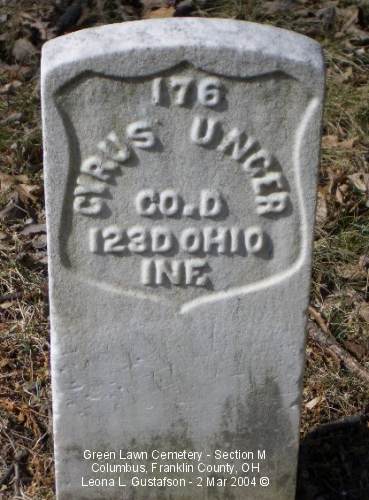 176
CYRUS UNGER
CO. D
123D OHIO
INF.
Green Lawn Cemetery - Section M
Columbus, Franklin County, OH
Leona L. Gustafson - 2 Mar 2004 ©